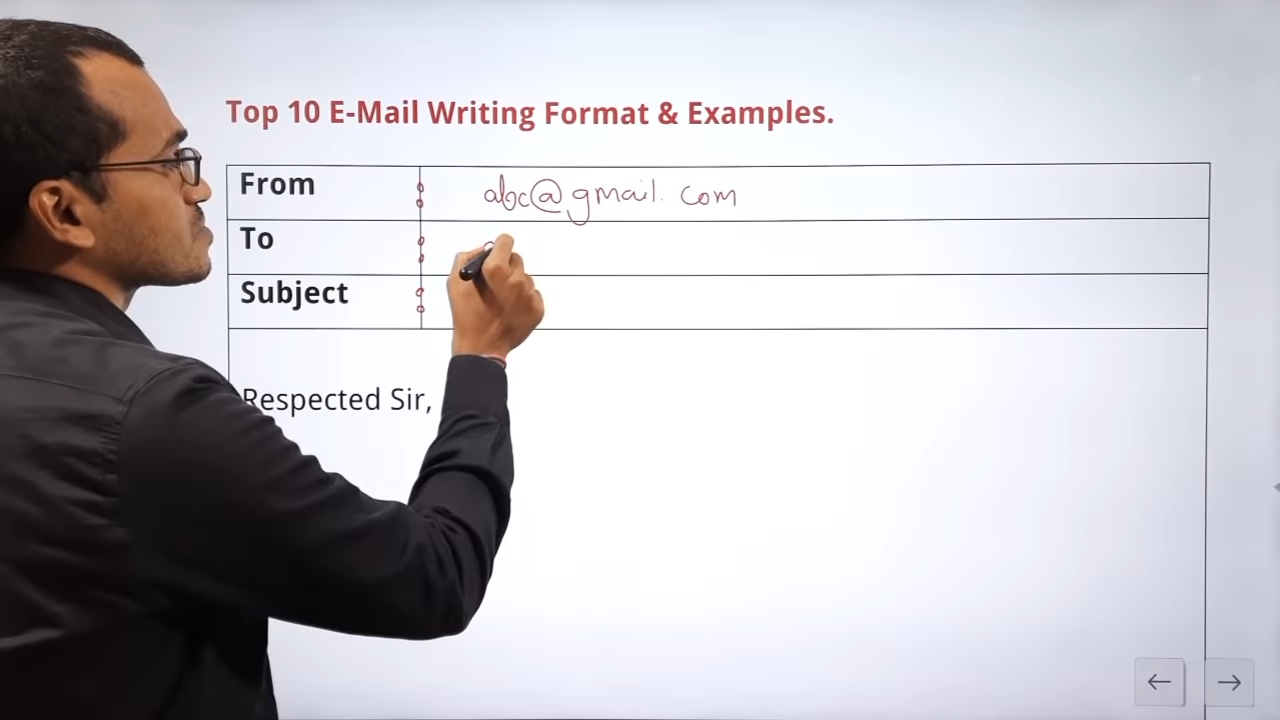 Top 10 E-Mail Writing Format & Examples.
From : abc@gmail.com
To :
Subject :
Respected Sir,